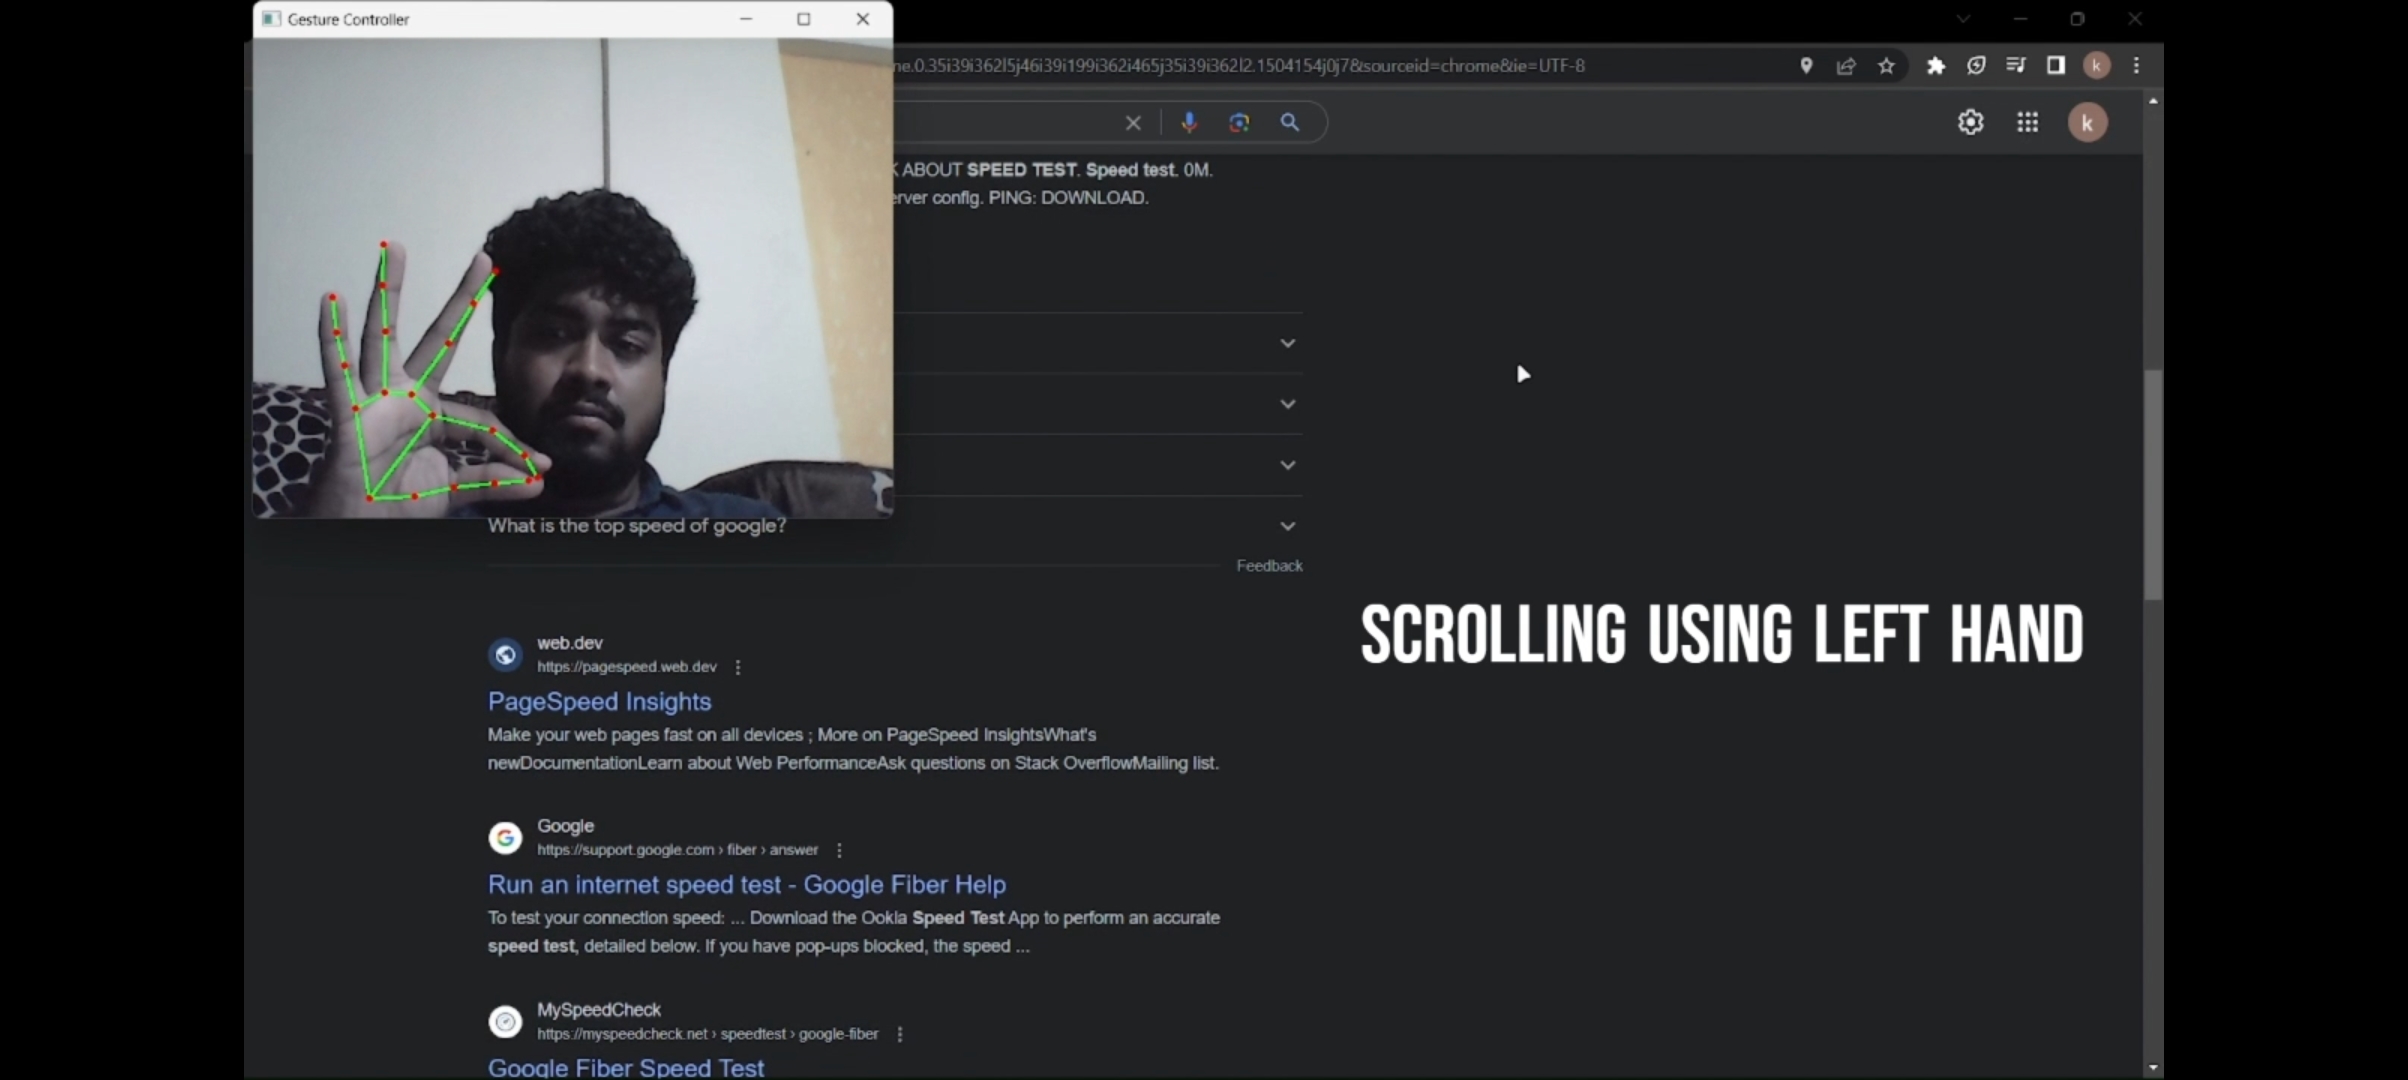 Gesture Controller
ne.0.35i39i362l5j46i39i199i362i465j35i39i362l2.1504154j0j7&sourceid=chrome&ie=UTF-8
k
k
ABOUT SPEED TEST. Speed test. 0M.
erver config. PING: DOWNLOAD.
What is the top speed of google?
Feedback
SCROLLING USING LEFT HAND
web.dev
https://pagespeed.web.dev
PageSpeed Insights
Make your web pages fast on all devices ; More on PageSpeed InsightsWhat's
newDocumentationLearn about Web PerformanceAsk questions on Stack OverflowMailing list.
Google
https://support.google.com › fiber › answer
Run an internet speed test - Google Fiber Help
To test your connection speed: ... Download the Ookla Speed Test App to perform an accurate
speed test, detailed below. If you have pop-ups blocked, the speed ...
MySpeedCheck
https://myspeedcheck.net › speedtest › google-fiber
Google Fiber Speed Test